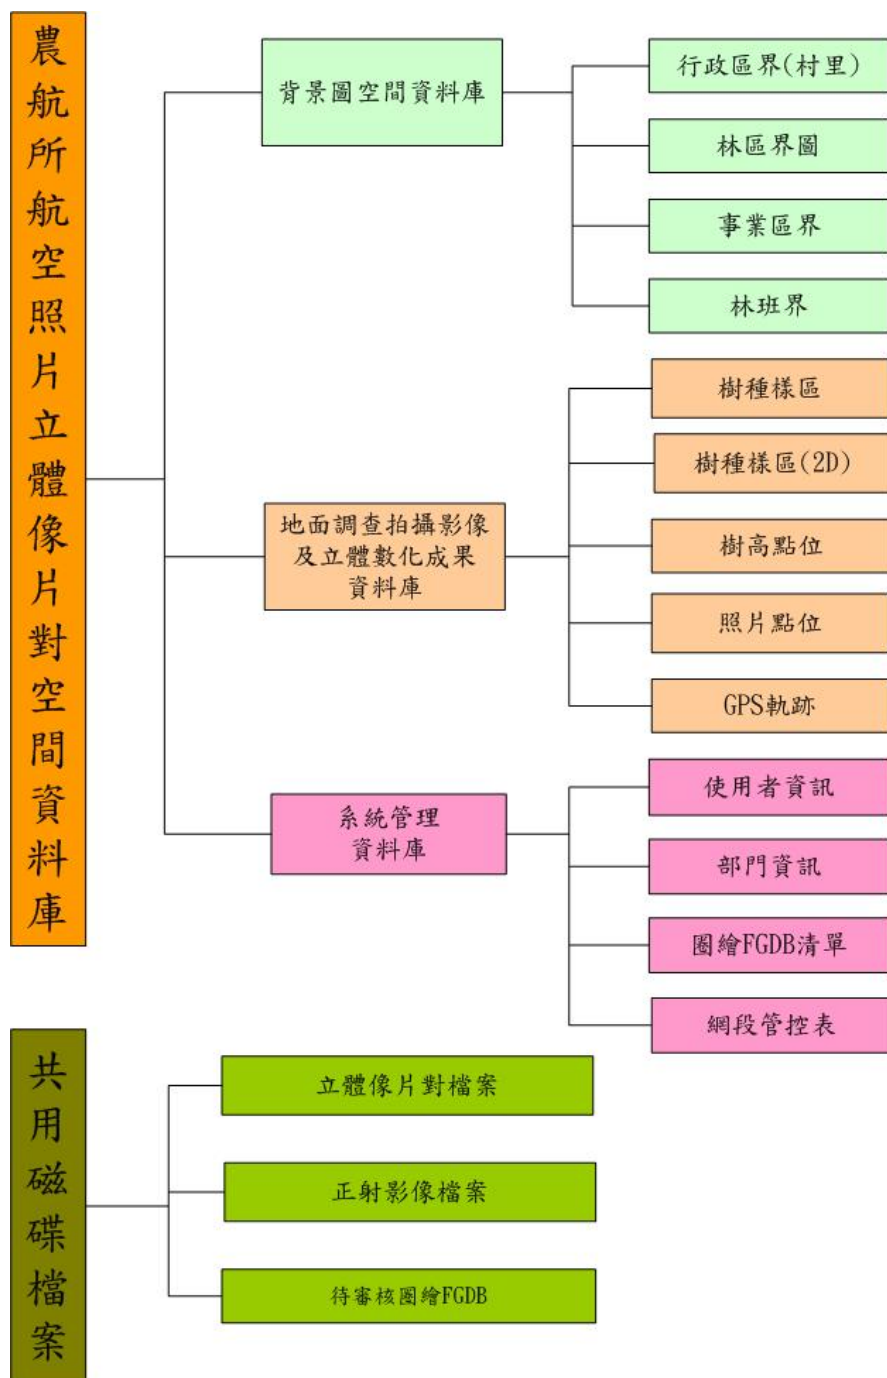 農航所航空照片立體像片對空間資料庫
背景圖空間資料庫
行政區界(村里)
林區界圖
事業區界
林班界
地面調查拍攝影像
及立體數化成果
資料庫
樹種樣區
樹種樣區(2D)
樹高點位
照片點位
GPS軌跡
系統管理
資料庫
使用者資訊
部門資訊
圈繪FGDB清單
網段管控表
共用磁碟檔案
立體像片對檔案
正射影像檔案
待審核圈繪FGDB